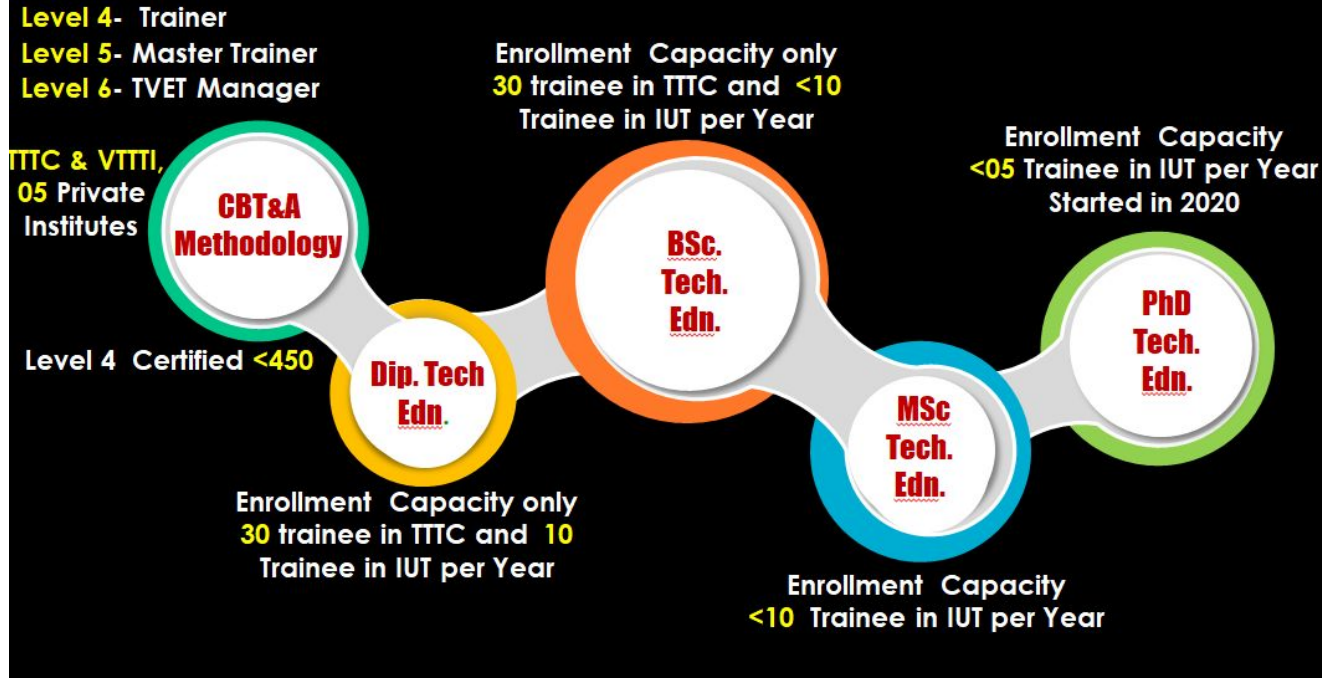 Level 4- Trainer
Level 5- Master Trainer
Level 6- TVET Manager
TTTC & VTTTI,
05 Private
Institutes
CBT&A
Methodology
Level 4 Certified <450
Dip. Tech
Edn.
Enrollment Capacity only
30 trainee in TTTC and 10
Trainee in IUT per Year
Enrollment Capacity only
30 trainee in TTTC and <10
Trainee in IUT per Year
BSc.
Tech.
Edn.
MSc
Tech.
Edn.
Enrollment Capacity
<10 Trainee in IUT per Year
Enrollment Capacity
<05 Trainee in IUT per Year
Started in 2020
PhD
Tech.
Edn.